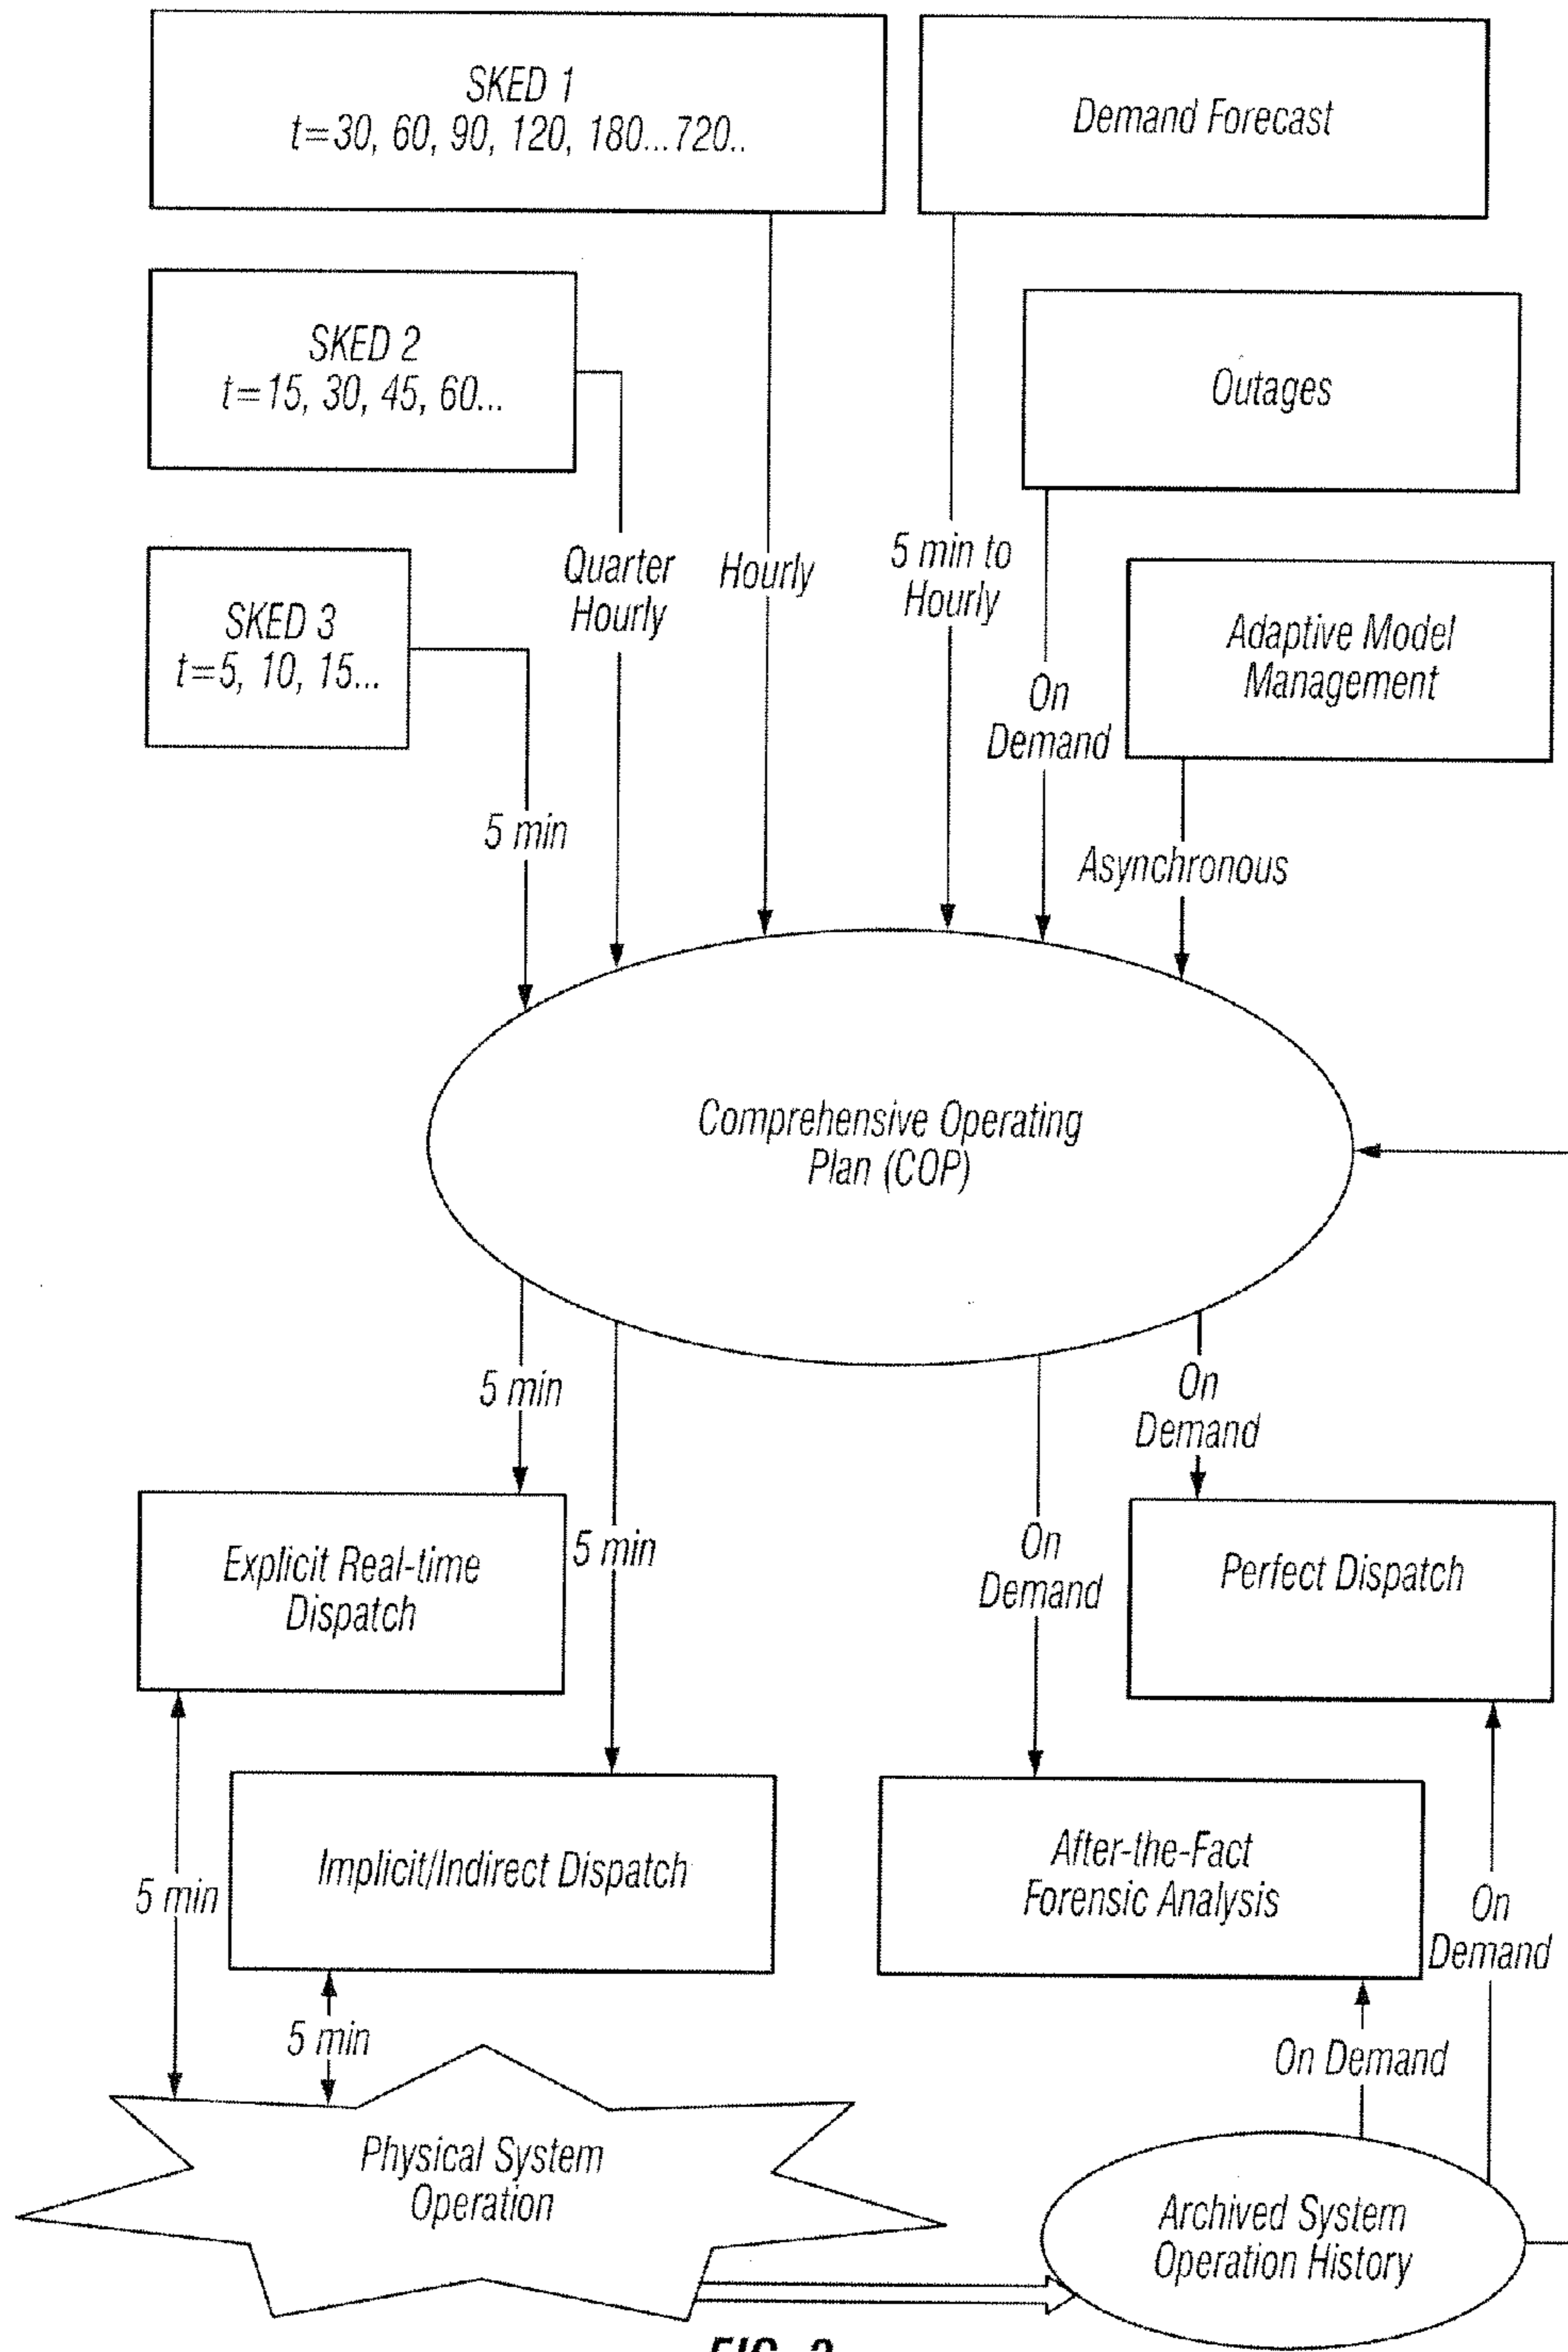 SKED 1
t=30, 60, 90, 120, 180...720..
Demand Forecast
SKED 2
t=15, 30, 45, 60...
Outages
SKED 3
t=5, 10, 15...
Quarter
Hourly
Hourly
5 min to
Hourly
Adaptive Model
Management
On
Demand
5 min
Asynchronous
Comprehensive Operating
Plan (COP)
5 min
On
Demand
Explicit Real-time
Dispatch
5 min
On
Demand
Perfect Dispatch
Implicit/Indirect Dispatch
After-the-Fact
Forensic Analysis
5 min
On
Demand
5 min
On Demand
Physical System
Operation
Archived System
Operation History